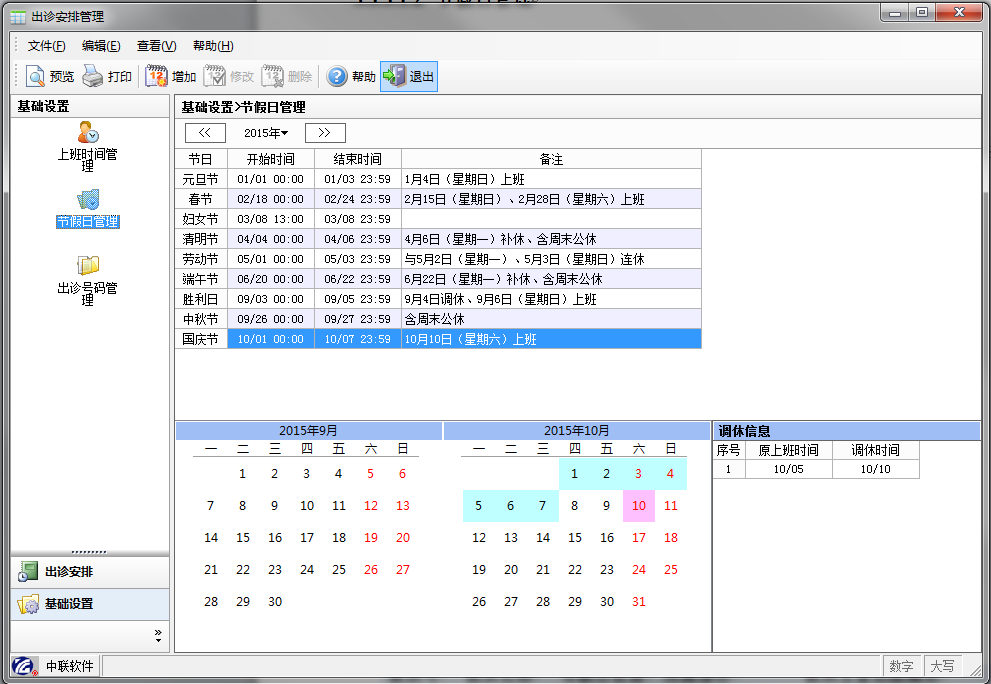 出诊安排管理
文件(F) 编辑(E) 查看(V) 帮助(H)
预览 打印 增加 修改 删除 帮助 退出
基础设置
上班时间管
理
节假日管理
出诊号码管
理
出诊安排
基础设置
基础设置>节假日管理
<< 2015年 >>
节日 开始时间 结束时间 备注
元旦节 01/01 00:00 01/03 23:59 1月4日（星期日）上班
春节 02/18 00:00 02/24 23:59 2月15日（星期日）、2月28日（星期六）上班
妇女节 03/08 13:00 03/08 23:59
清明节 04/04 00:00 04/06 23:59 4月6日（星期一）补休、含周末公休
劳动节 05/01 00:00 05/03 23:59 与5月2日（星期一）、5月3日（星期日）连休
端午节 06/20 00:00 06/22 23:59 6月22日（星期一）补休、含周末公休
胜利日 09/03 00:00 09/05 23:59 9月4日调休、9月6日（星期日）上班
中秋节 09/26 00:00 09/27 23:59 含周末公休
国庆节 10/01 00:00 10/07 23:59 10月10日（星期六）上班
2015年9月
一 二 三 四 五 六 日
1 2 3 4 5 6
7 8 9 10 11 12 13
14 15 16 17 18 19 20
21 22 23 24 25 26 27
28 29 30
2015年10月
一 二 三 四 五 六 日
1 2 3 4
5 6 7 8 9 10 11
12 13 14 15 16 17 18
19 20 21 22 23 24 25
26 27 28 29 30 31
调休信息
序号 原上班时间 调休时间
1 10/05 10/10
中联软件
数字 大写